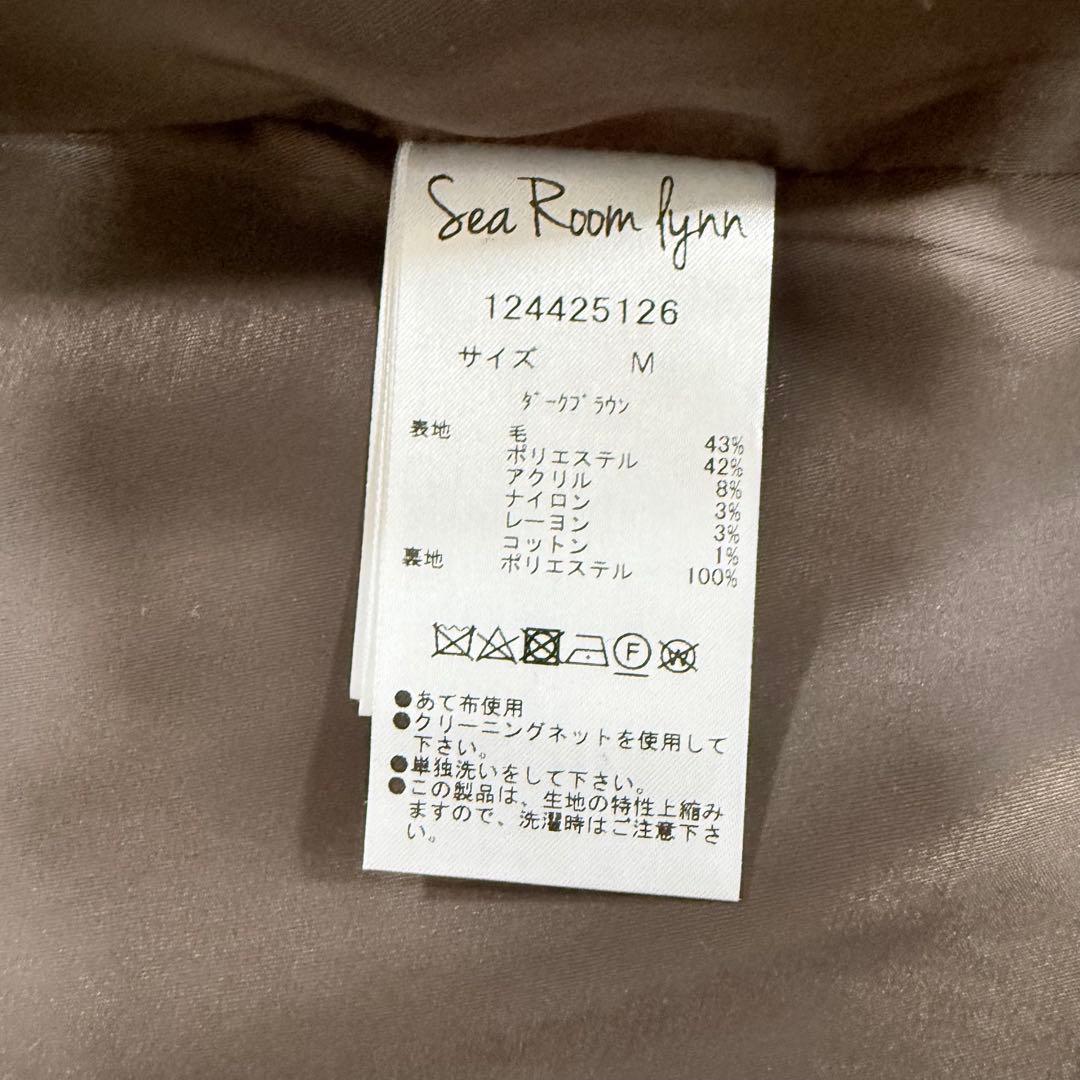 Sea Room lynn
124425126
サイズ M
ダークブラウン
表地 毛 43%
ポリエステル 42%
アクリル 8%
ナイロン 3%
レーヨン 3%
コットン 1%
裏地 ポリエステル 100%
F W
●あて布使用
●クリーニングネットを使用して
下さい。
●単独洗いをして下さい。
●この製品は、生地の特性上縮み
ますので、洗濯時はご注意下さ
い。